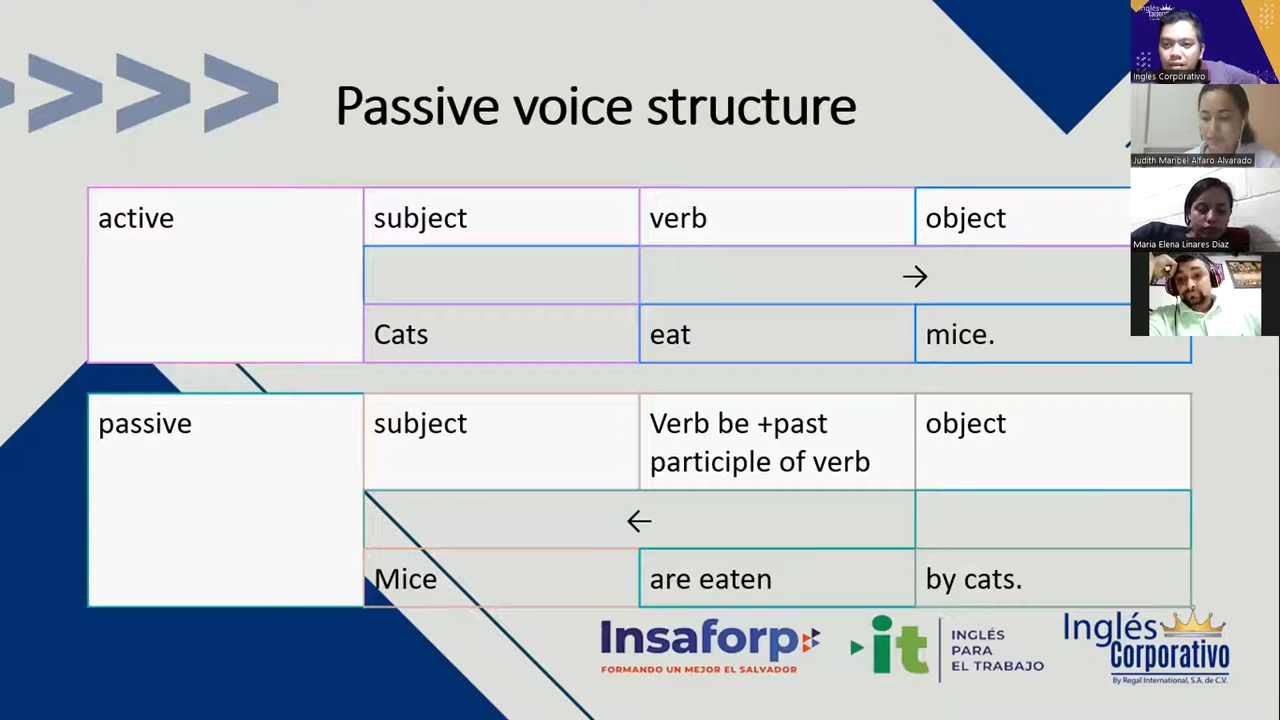 Passive voice structure
active subject verb object
→
Cats eat mice.
passive subject Verb be +past
participle of verb object
←
Mice are eaten by cats.
Insaforp
FORMANDO UN MEJOR EL SALVADOR
it
INGLÉS
PARA
EL TRABAJO
Inglés
Corporativo
By Regal International, S.A. de C.V.
Inglés
Ingles Corporativo
Judith Maribel Alfaro Alvarado
Maria Elena Linares Diaz